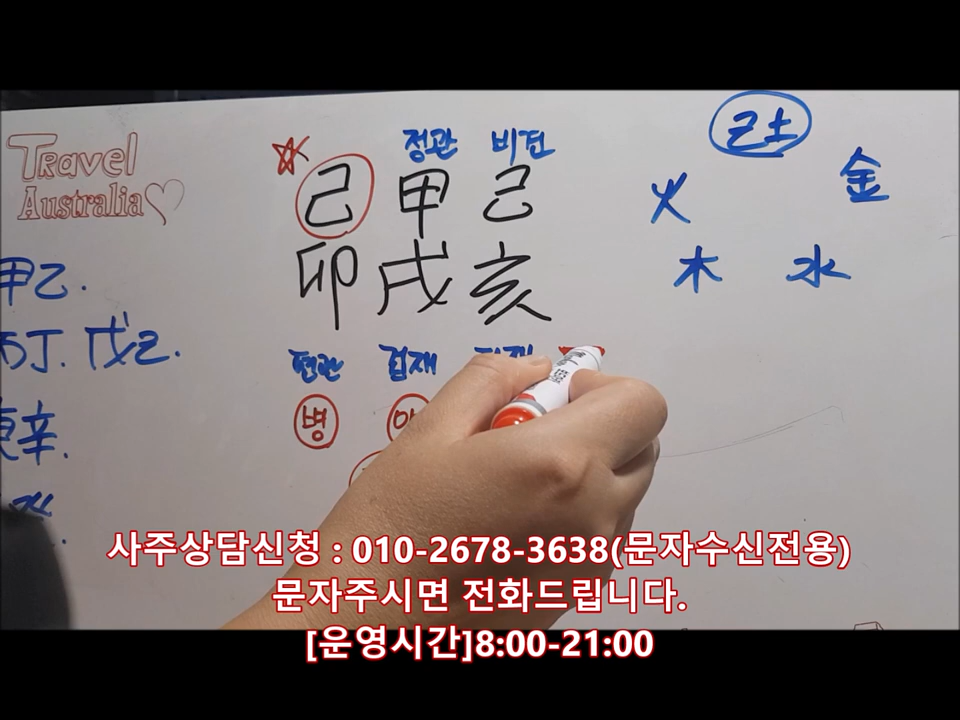 Travel
Australia
정관 비견
己 甲 己
卯 戌 亥
己土
火 金
木 水
甲乙.
丙丁. 戊己.
庚辛.
편관 겁재
병
사주상담신청 : 010-2678-3638(문자수신전용)
문자주시면 전화드립니다.
[운영시간]8:00-21:00